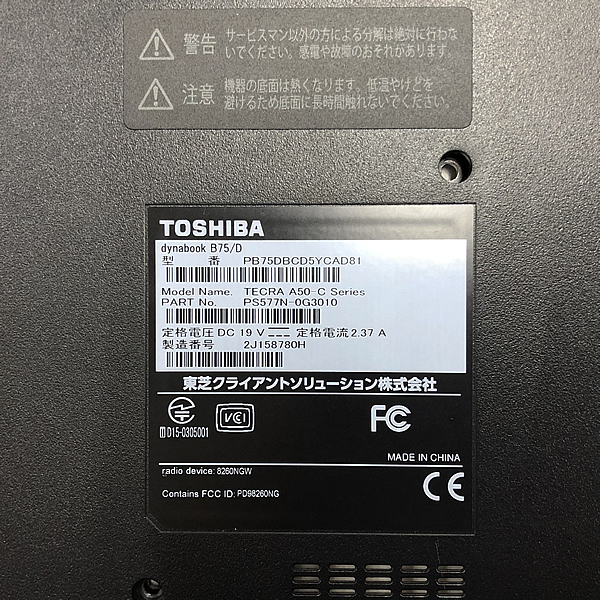 警告 サービスマン以外の方による分解は絶対に行わな
いでください。感電や故障のおそれがあります。
注意 機器の底面は熱くなります。低温やけどを
避けるため底面に長時間触れないでください。
TOSHIBA
dynabook B75/D
型 番 PB75DBCD5YCAD81
Model Name. TECRA A50-C Series
PART No. PS577N-0G3010
定格電圧 DC 19 V 定格電流 2.37 A
製造番号 2J158780H
東芝クライアントソリューション株式会社
T D15-0305001
VCI
FC
MADE IN CHINA
radio device: 8260NGW
Contains FCC ID: PD98260NG
CE